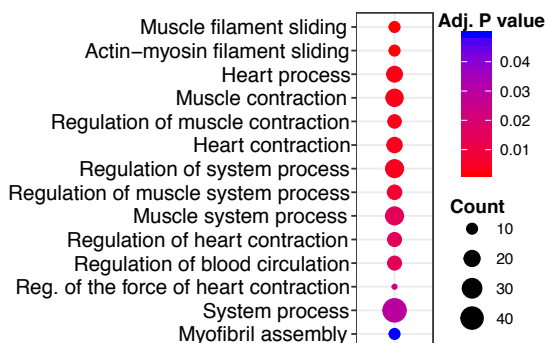 Muscle filament sliding
Actin−myosin filament sliding
Heart process
Muscle contraction
Regulation of muscle contraction
Heart contraction
Regulation of system process
Regulation of muscle system process
Muscle system process
Regulation of heart contraction
Regulation of blood circulation
Reg. of the force of heart contraction
System process
Myofibril assembly
Adj. P value
0.04
0.03
0.02
0.01
Count
10
20
30
40